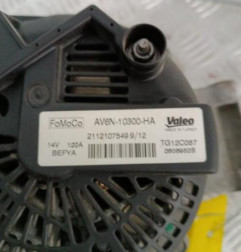 FoMoCo AV6N-10300-HA Valeo
2112107549 9/12
14V 120A TG12C087
BEFYA